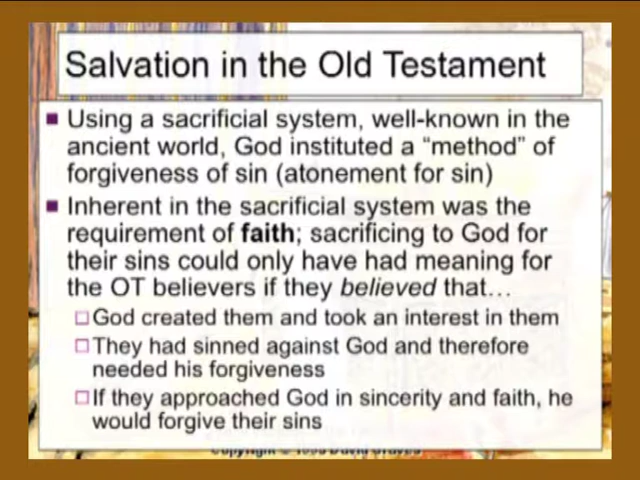 Salvation in the Old Testament
Using a sacrificial system, well-known in the
ancient world, God instituted a “method” of
forgiveness of sin (atonement for sin)
Inherent in the sacrificial system was the
requirement of faith; sacrificing to God for
their sins could only have had meaning for
the OT believers if they believed that…
God created them and took an interest in them
They had sinned against God and therefore
needed his forgiveness
If they approached God in sincerity and faith, he
would forgive their sins